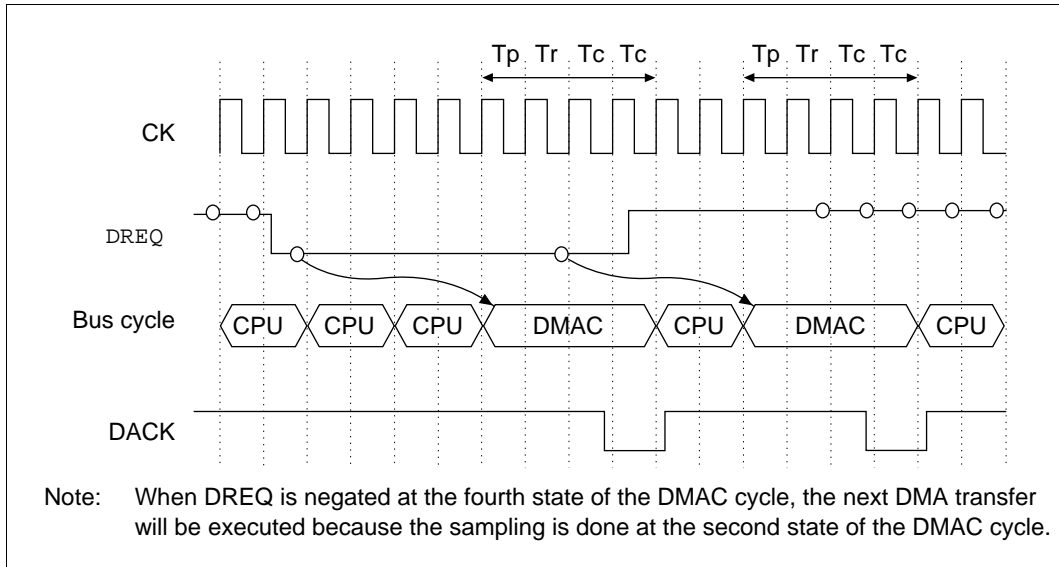 Tp Tr Tc Tc Tp Tr Tc Tc
CK
DREQ
Bus cycle CPU CPU CPU DMAC CPU DMAC CPU
DACK
Note: When DREQ is negated at the fourth state of the DMAC cycle, the next DMA transfer
will be executed because the sampling is done at the second state of the DMAC cycle.